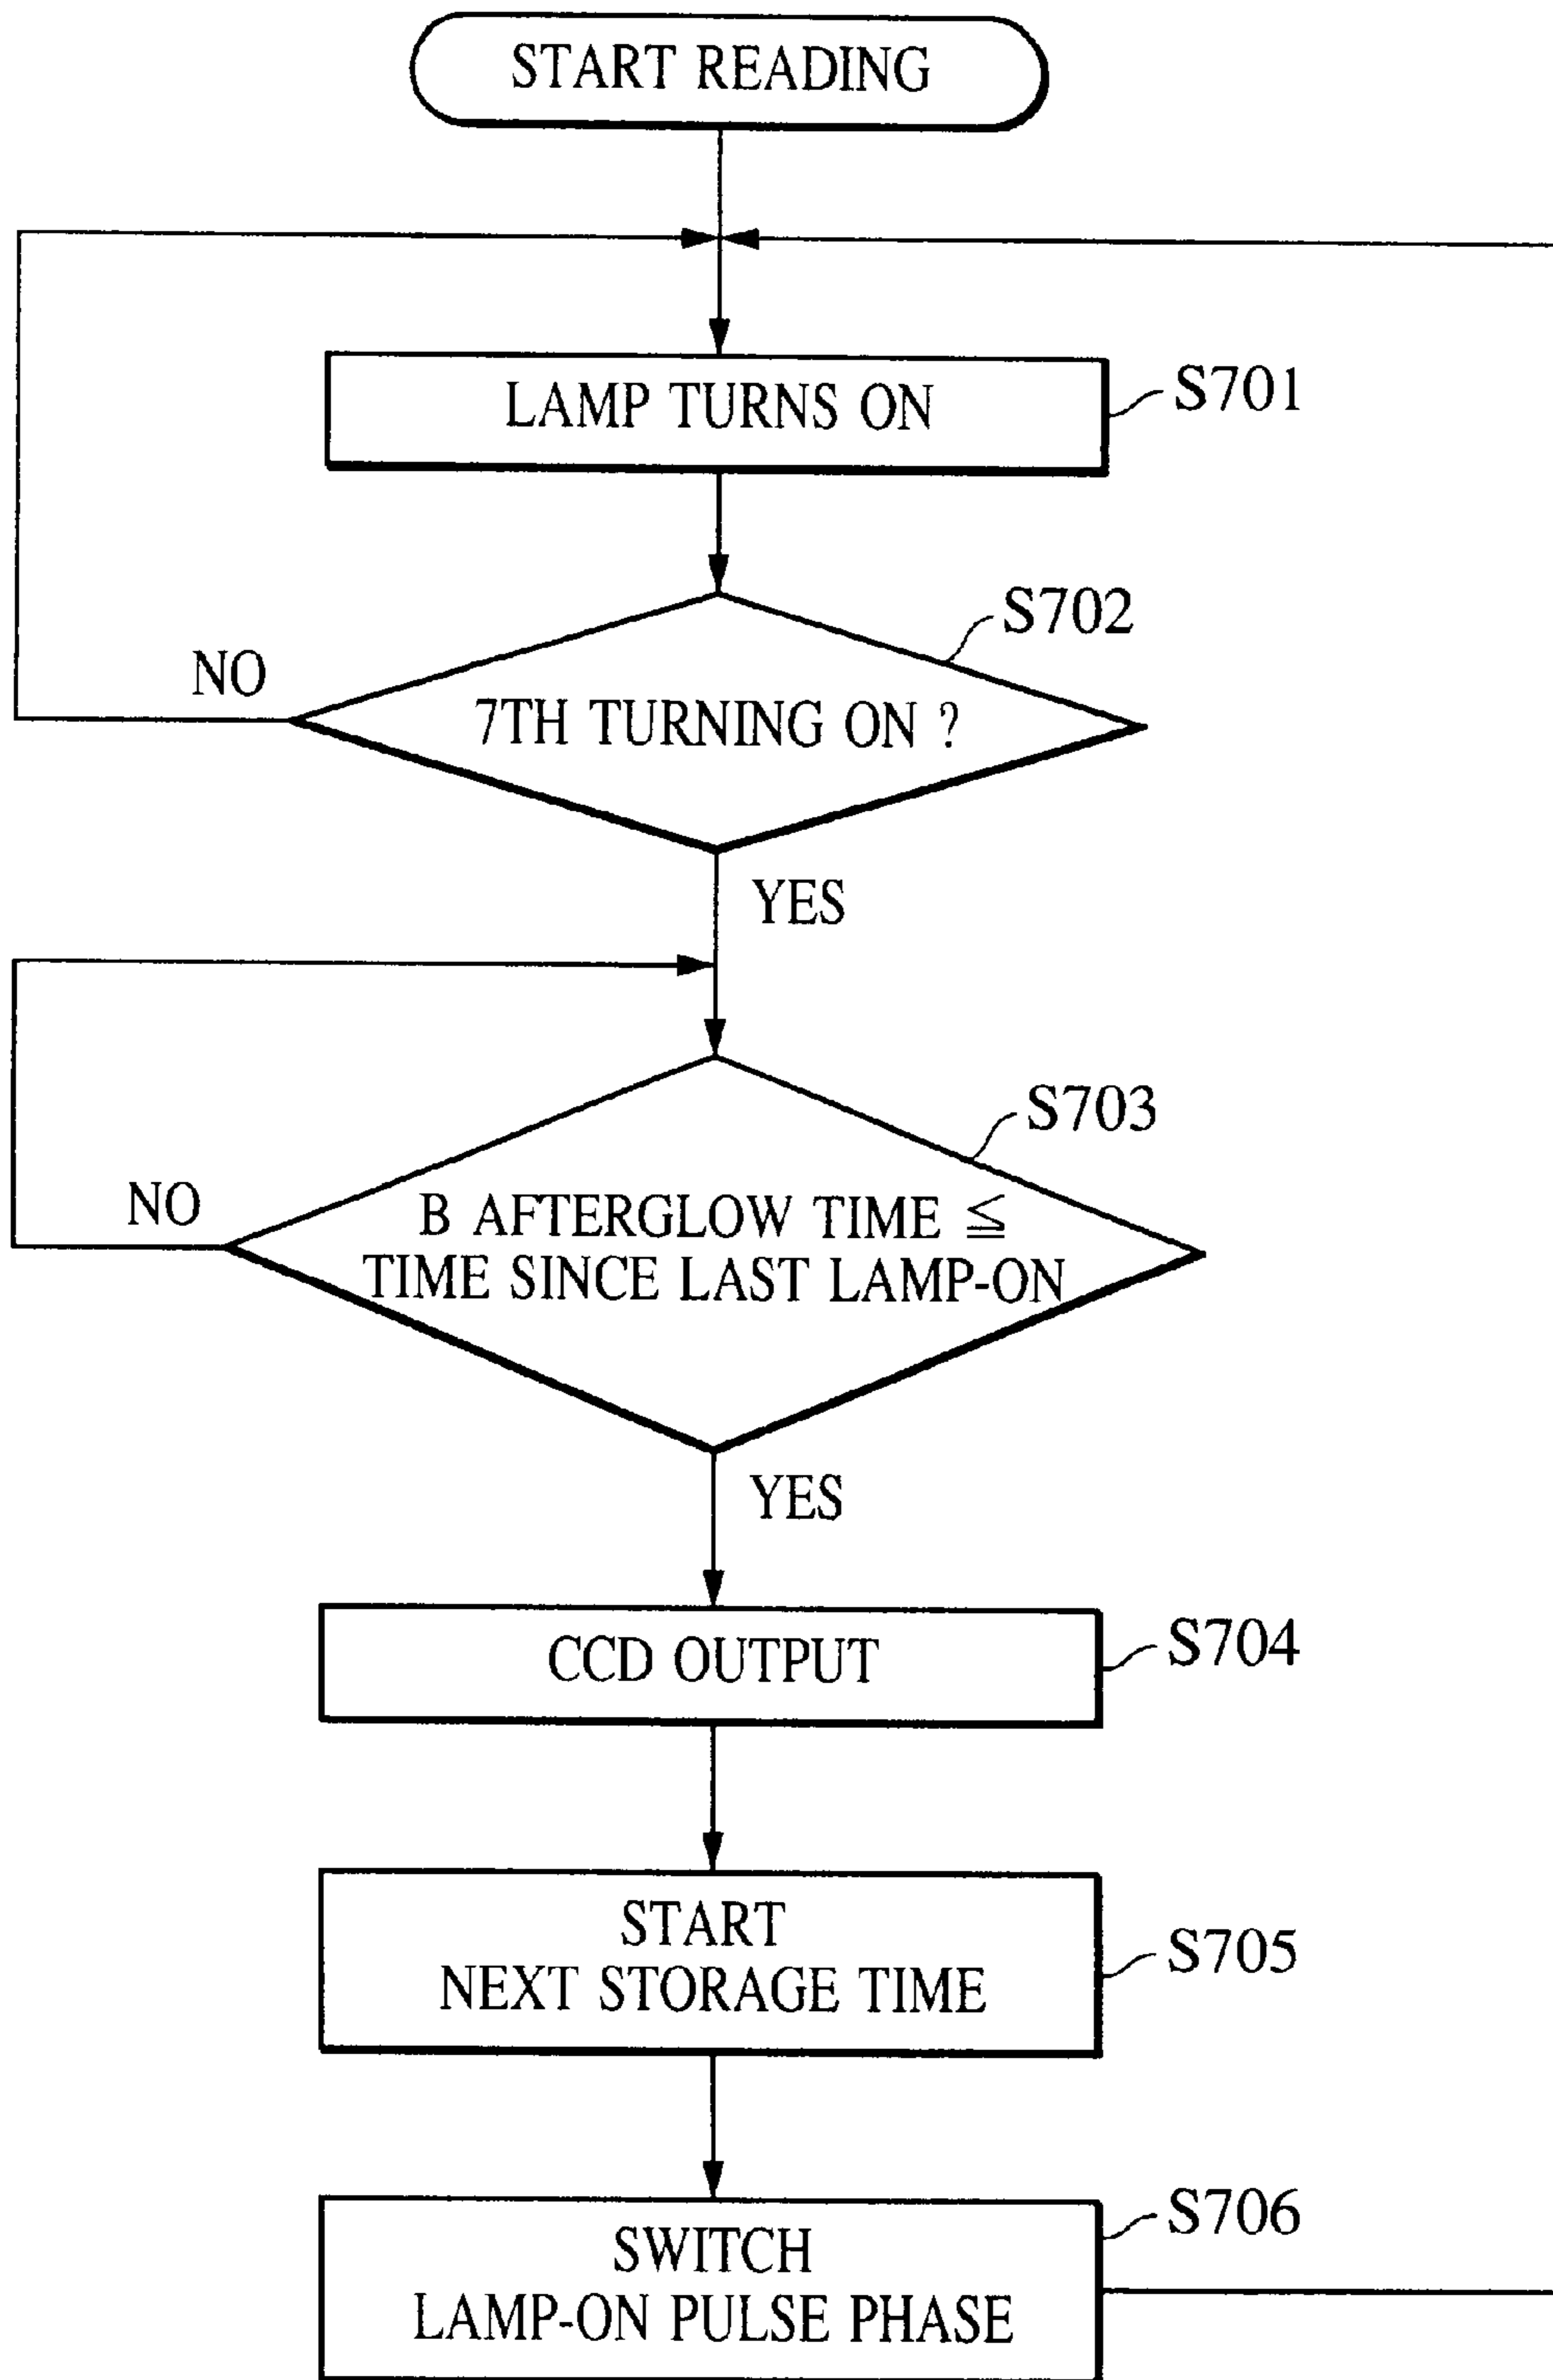 START READING
LAMP TURNS ON
S701
S702
NO
7TH TURNING ON ?
YES
S703
NO
B AFTERGLOW TIME ≦
TIME SINCE LAST LAMP-ON
YES
CCD OUTPUT
S704
START
NEXT STORAGE TIME
S705
SWITCH
LAMP-ON PULSE PHASE
S706